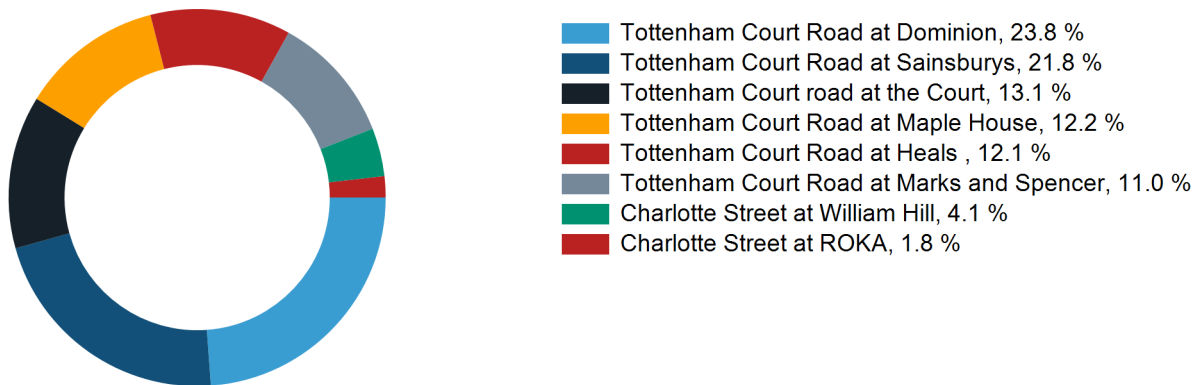 Tottenham Court Road at Dominion, 23.8 %
Tottenham Court Road at Sainsburys, 21.8 %
Tottenham Court road at the Court, 13.1 %
Tottenham Court Road at Maple House, 12.2 %
Tottenham Court Road at Heals , 12.1 %
Tottenham Court Road at Marks and Spencer, 11.0 %
Charlotte Street at William Hill, 4.1 %
Charlotte Street at ROKA, 1.8 %